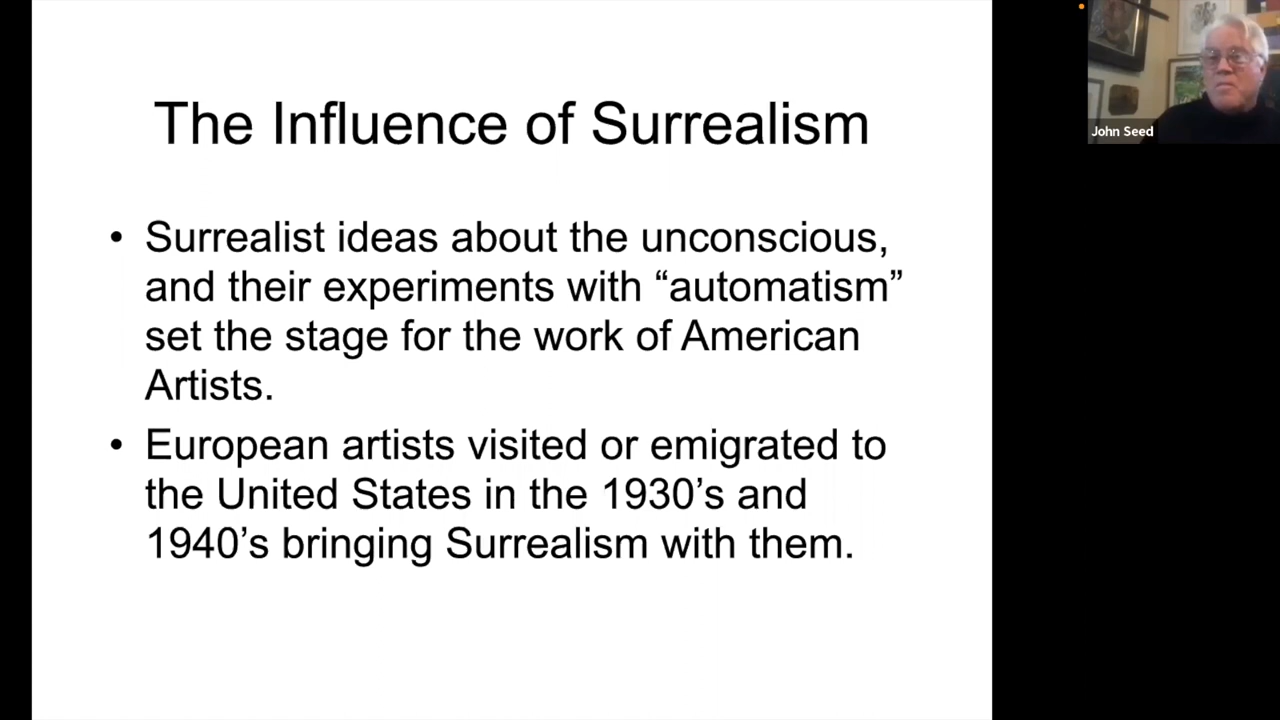 The Influence of Surrealism
• Surrealist ideas about the unconscious,
and their experiments with “automatism”
set the stage for the work of American
Artists.
• European artists visited or emigrated to
the United States in the 1930’s and
1940’s bringing Surrealism with them.
John Seed